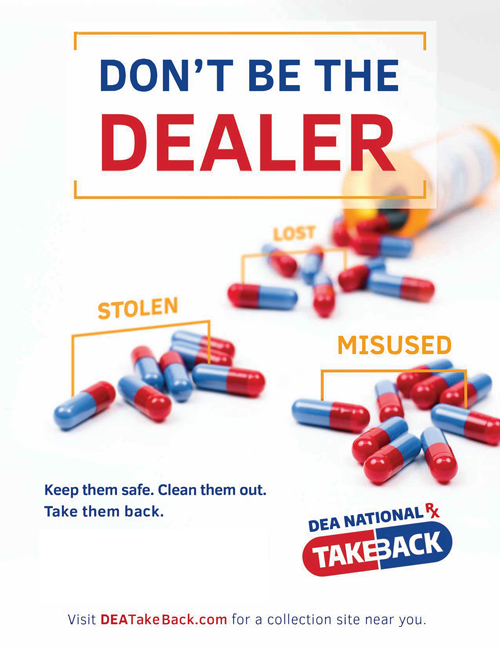 DON'T BE THE
DEALER
LOST
STOLEN
MISUSED
Keep them safe. Clean them out.
Take them back.
DEA NATIONAL Rx
TAKEBACK
Visit DEATakeBack.com for a collection site near you.